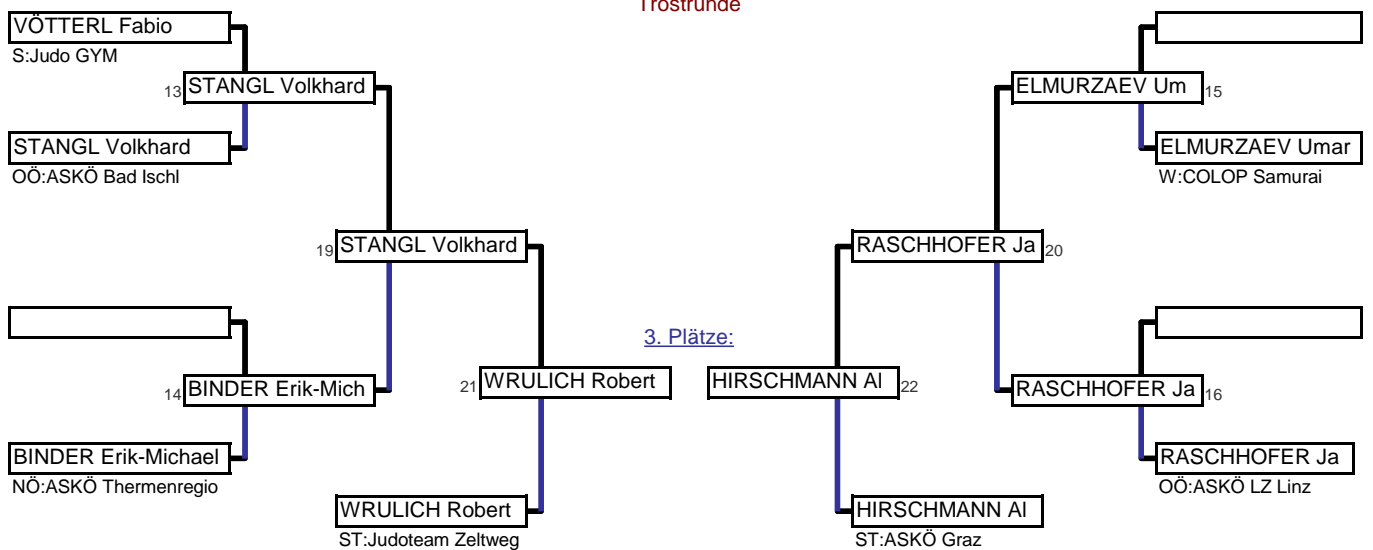 Trostrunde
VÖTTERL Fabio
S:Judo GYM
13 STANGL Volkhard
ELMURZAEV Um 15
STANGL Volkhard
OÖ:ASKÖ Bad Ischl
ELMURZAEV Umar
W:COLOP Samurai
19 STANGL Volkhard
RASCHHOFER Ja 20
3. Plätze:
14 BINDER Erik-Mich
21 WRULICH Robert
HIRSCHMANN Al 22
RASCHHOFER Ja 16
BINDER Erik-Michael
NÖ:ASKÖ Thermenregio
RASCHHOFER Ja
OÖ:ASKÖ LZ Linz
WRULICH Robert
ST:Judoteam Zeltweg
HIRSCHMANN Al
ST:ASKÖ Graz